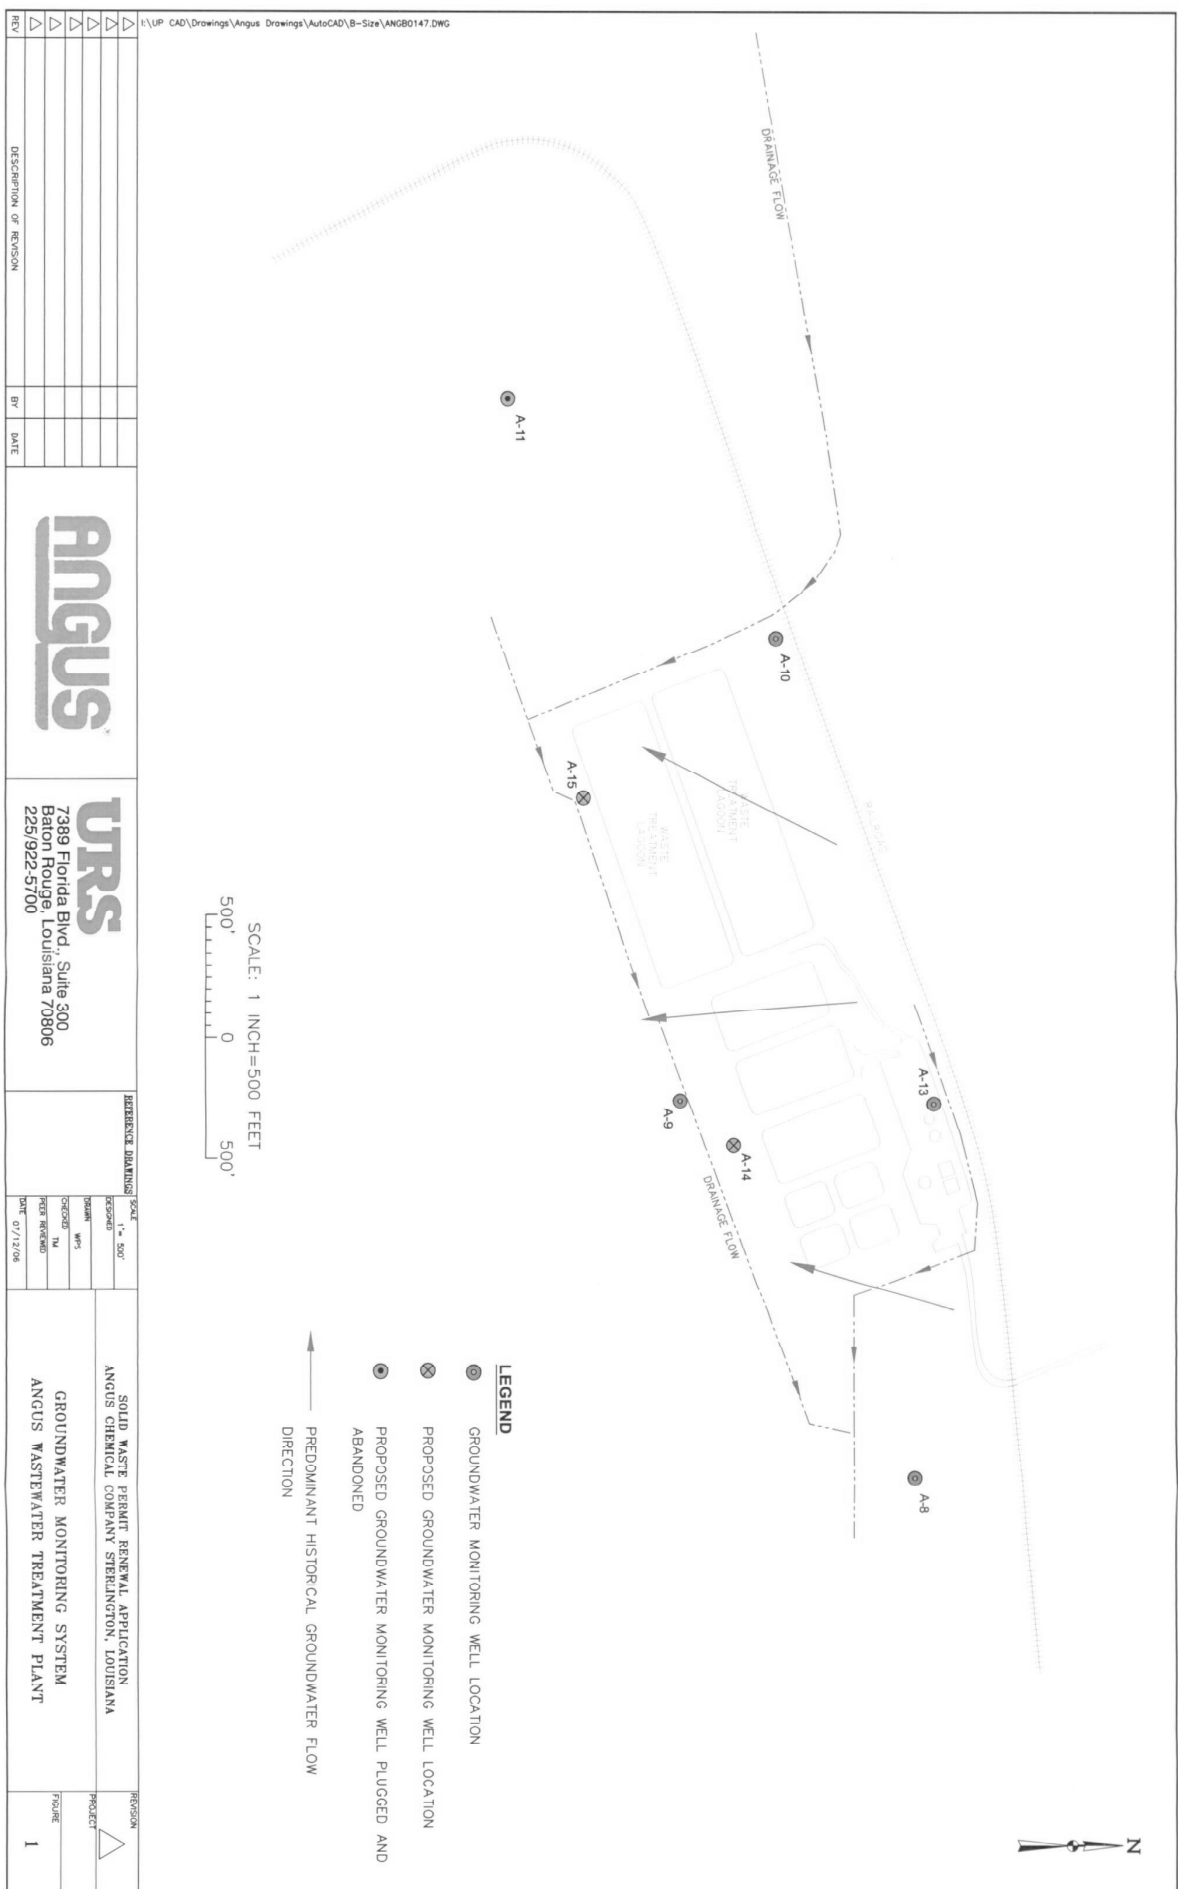 I:\UP CAD\Drawings\Angus Drawings\AutoCAD\B-Size\ANGB0147.DWG
N
DRAINAGE FLOW
RAILROAD
A-13
A-8
A-10
WASTE
TREATMENT
LAGOON
WASTE
TREATMENT
LAGOON
A-14
DRAINAGE FLOW
A-9
A-15
A-11
LEGEND
GROUNDWATER MONITORING WELL LOCATION
PROPOSED GROUNDWATER MONITORING WELL LOCATION
PROPOSED GROUNDWATER MONITORING WELL PLUGGED AND
ABANDONED
PREDOMINANT HISTORICAL GROUNDWATER FLOW
DIRECTION
SCALE: 1 INCH=500 FEET
500' 0 500'
REV DESCRIPTION OF REVISION BY DATE
ANGUS®
URS
7389 Florida Blvd., Suite 300
Baton Rouge, Louisiana 70806
225/922-5700
REFERENCE DRAWINGS
SCALE 1"= 500'
DESIGNED
DRAWN WPS
CHECKED TM
PEER REVIEWED
DATE 07/12/06
SOLID WASTE PERMIT RENEWAL APPLICATION
ANGUS CHEMICAL COMPANY STERLINGTON, LOUISIANA
GROUNDWATER MONITORING SYSTEM
ANGUS WASTEWATER TREATMENT PLANT
REVISION
PROJECT
FIGURE
1